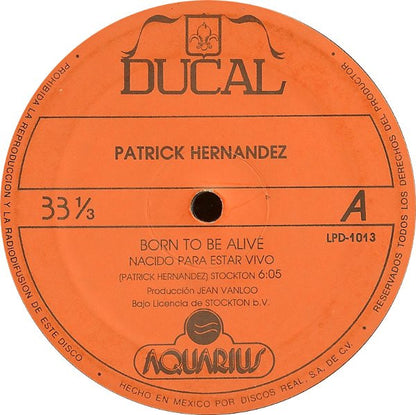 DUCAL
PATRICK HERNANDEZ
33 ⅓
A
LPD-1013
BORN TO BE ALIVE
NACIDO PARA ESTAR VIVO
(PATRICK HERNANDEZ) STOCKTON 6:05
Producción JEAN VANLOO
Bajo Licencia de STOCKTON b.v.
AQUARIUS
HECHO EN MEXICO POR DISCOS REAL, S.A. DE C.V.
PROHIBIDA LA REPRODUCCION Y LA RADIODIFUSION DE ESTE DISCO
RESERVADOS TODOS LOS DERECHOS DEL PRODUCTOR